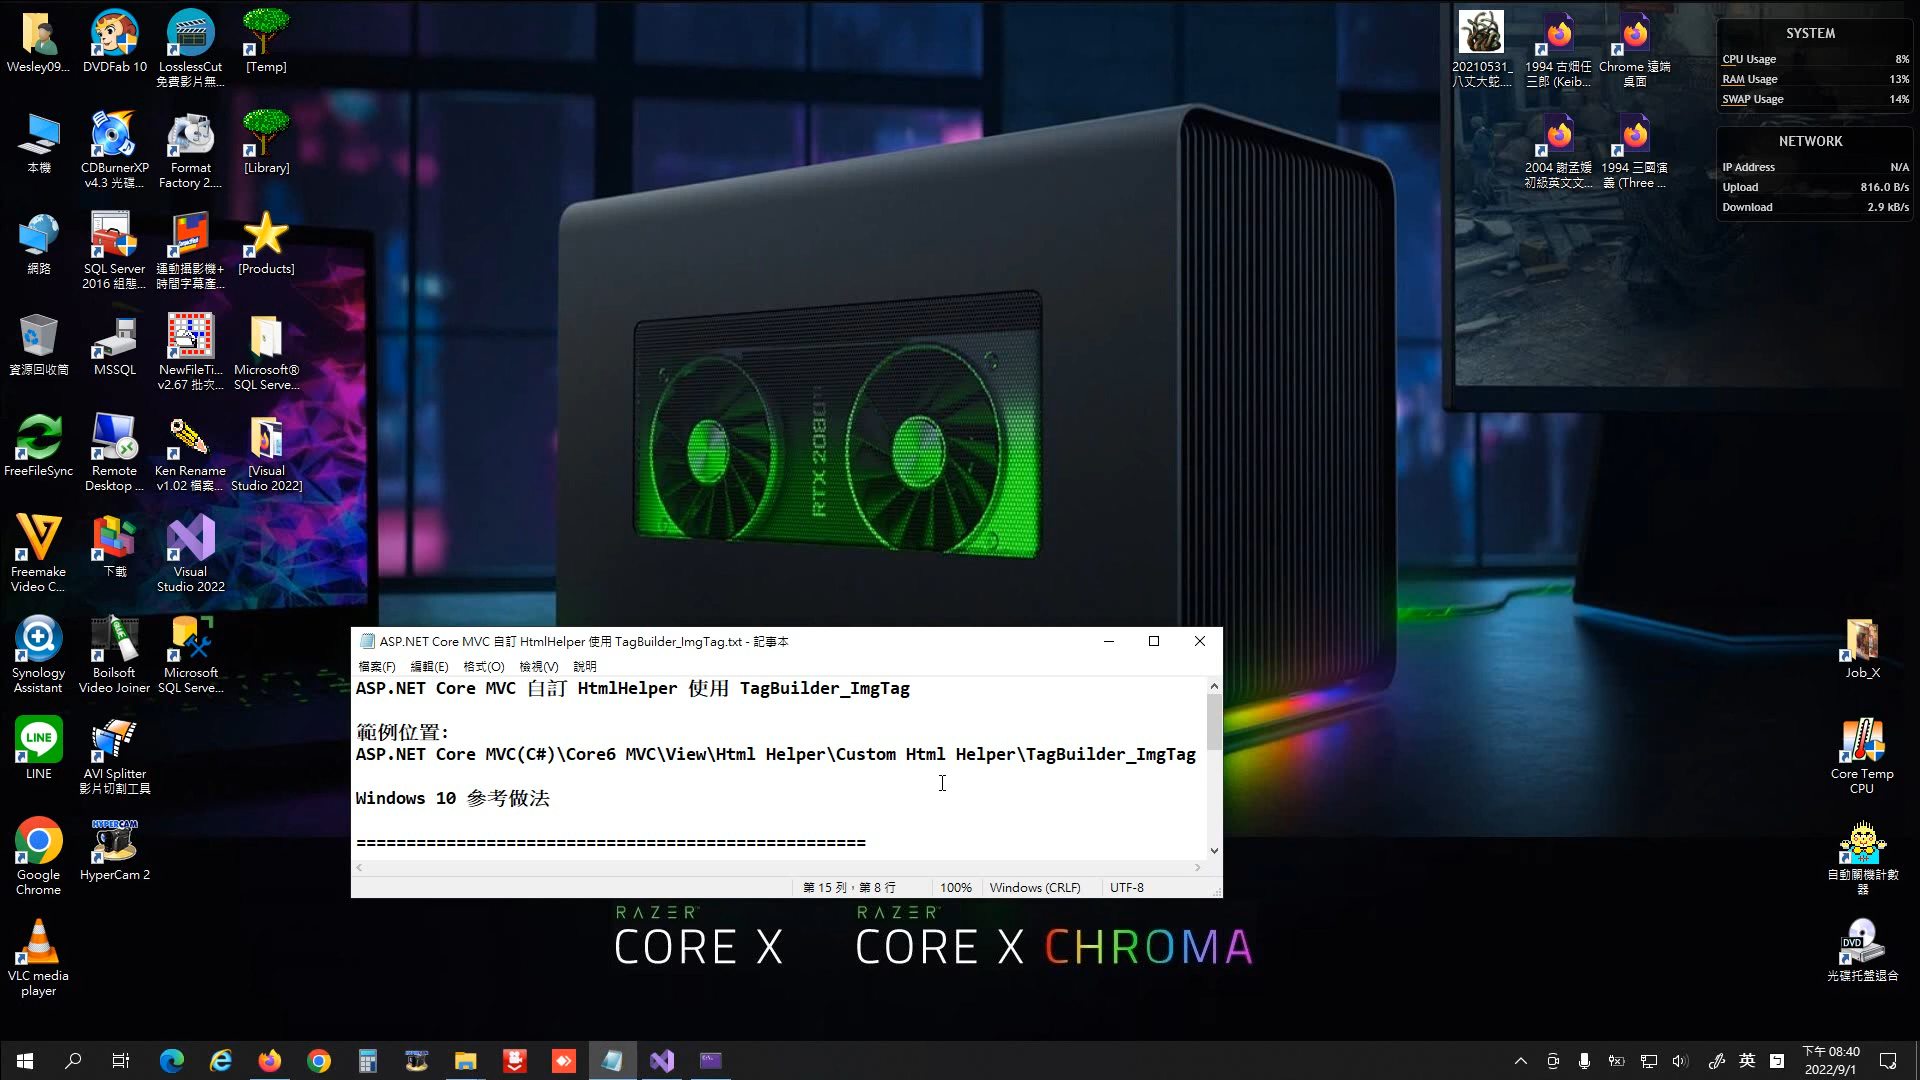 Wesley09...
DVDFab 10
LosslessCut
免費影片無...
[Temp]
本機
CDBurnerXP
v4.3 光碟...
Format
Factory 2....
[Library]
網路
SQL Server
2016 組態...
運動攝影機+
時間字幕產...
[Products]
資源回收筒
MSSQL
NewFileTi...
v2.67 批次...
Microsoft®
SQL Serve...
FreeFileSync
Remote
Desktop ...
Ken Rename
v1.02 檔案...
[Visual
Studio 2022]
Freemake
Video C...
下載
Visual
Studio 2022
Synology
Assistant
Boilsoft
Video Joiner
Microsoft
SQL Serve...
LINE
LINE
AVI Splitter
影片切割工具
Google
Chrome
HYPERCAM
HyperCam 2
VLC media
player
20210531_
八丈大蛇....
1994 古畑任
三郎 (Keib...
Chrome 遠端
桌面
2004 謝孟媛
初級英文文...
1994 三國演
義 (Three ...
SYSTEM
CPU Usage 8%
RAM Usage 13%
SWAP Usage 14%
NETWORK
IP Address N/A
Upload 816.0 B/s
Download 2.9 kB/s
RTX 2080
Job_X
Core Temp
CPU
自動關機計數
器
DVD
光碟托盤退合
ASP.NET Core MVC 自訂 HtmlHelper 使用 TagBuilder_ImgTag.txt - 記事本
檔案(F) 編輯(E) 格式(O) 檢視(V) 說明
ASP.NET Core MVC 自訂 HtmlHelper 使用 TagBuilder_ImgTag
範例位置:
ASP.NET Core MVC(C#)\Core6 MVC\View\Html Helper\Custom Html Helper\TagBuilder_ImgTag
Windows 10 參考做法
===================================================
第 15 列，第 8 行 100% Windows (CRLF) UTF-8
RAZER™
CORE X
RAZER™
CORE X CHROMA
英
下午 08:40
2022/9/1